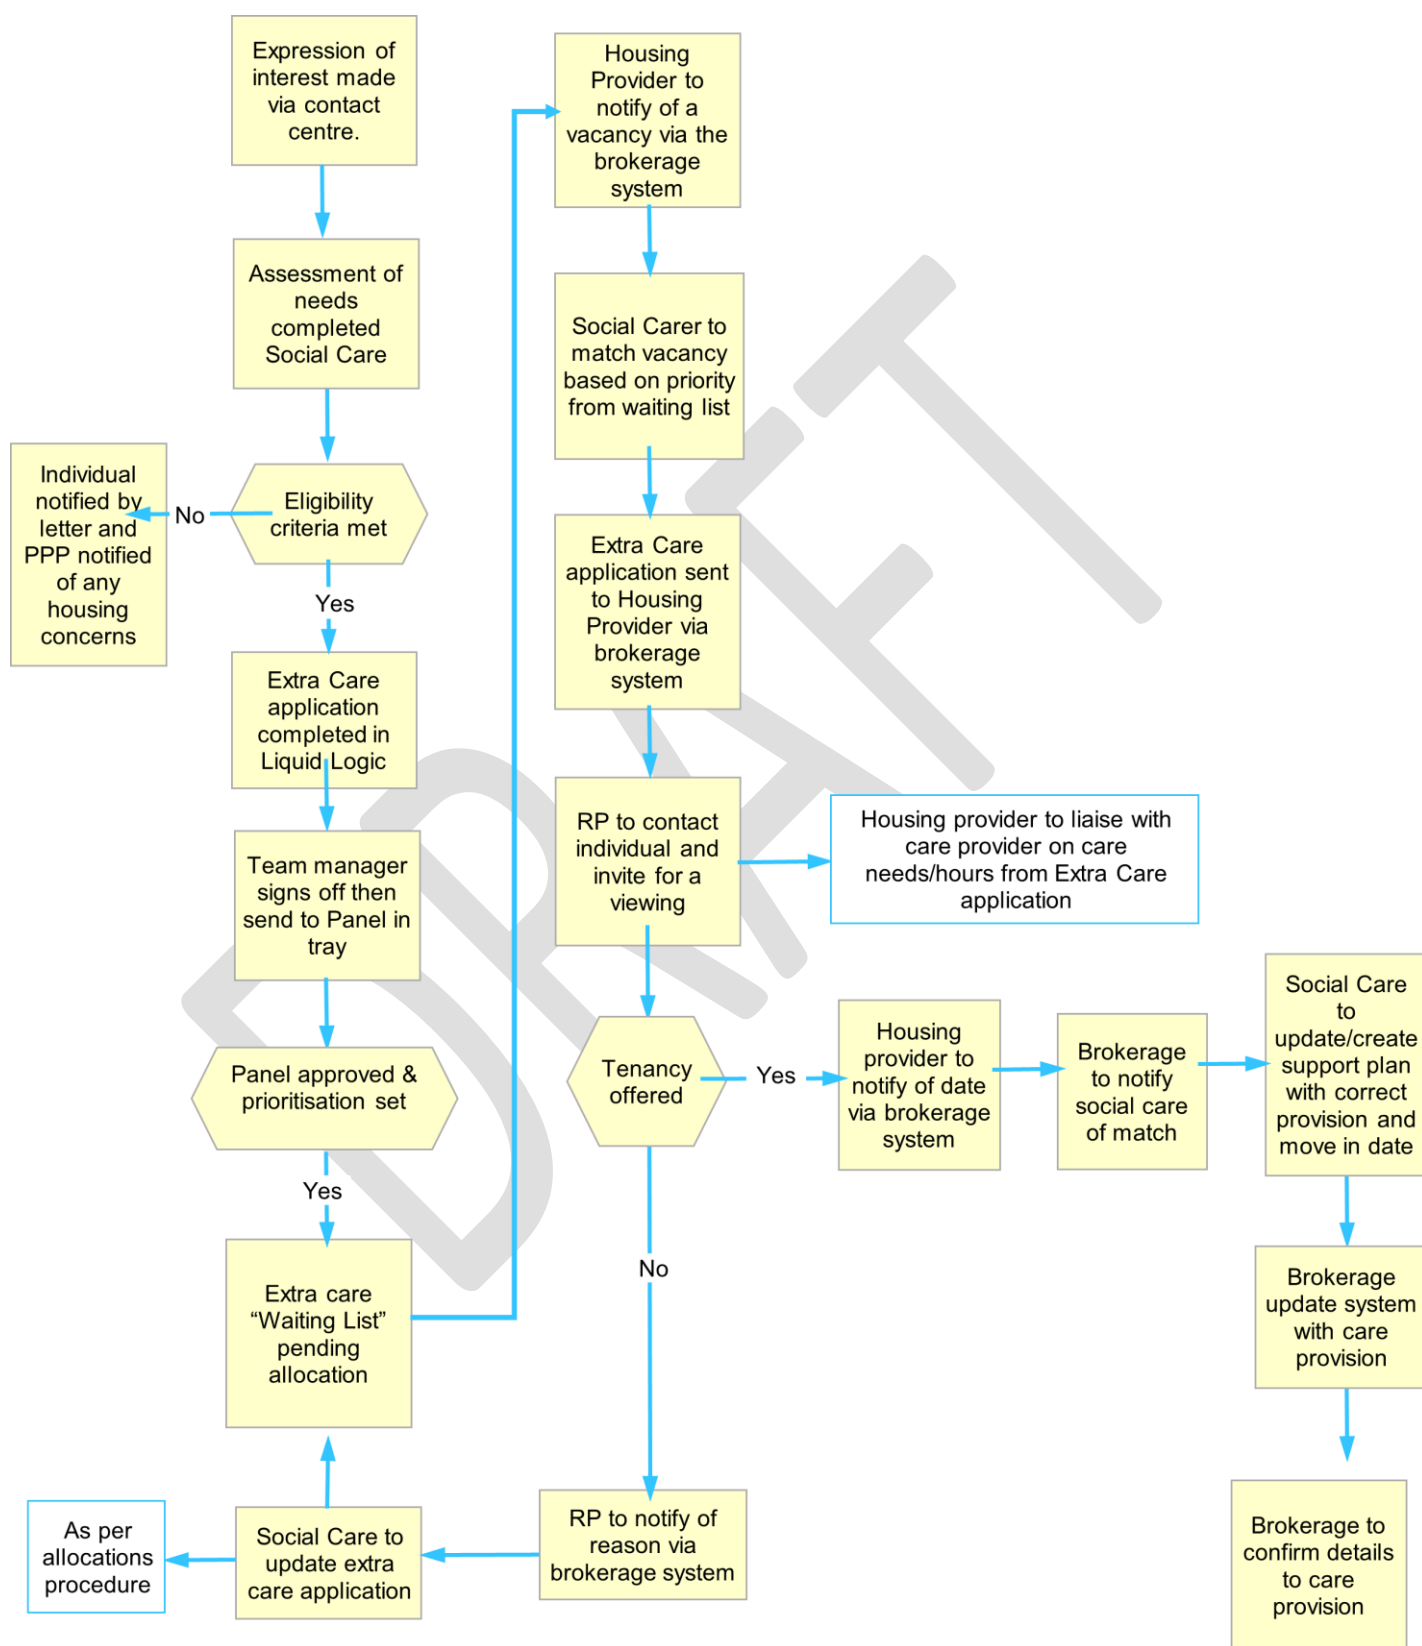 Expression of
interest made
via contact
centre.
Assessment of
needs
completed
Social Care
Eligibility
criteria met
No
Individual
notified by
letter and
PPP notified
of any
housing
concerns
Yes
Extra Care
application
completed in
Liquid Logic
Team manager
signs off then
send to Panel in
tray
Panel approved &
prioritisation set
Yes
Extra care
“Waiting List”
pending
allocation
Housing
Provider to
notify of a
vacancy via the
brokerage
system
Social Carer to
match vacancy
based on priority
from waiting list
Extra Care
application sent
to Housing
Provider via
brokerage
system
RP to contact
individual and
invite for a
viewing
Housing provider to liaise with
care provider on care
needs/hours from Extra Care
application
Tenancy
offered
Yes
Housing
provider to
notify of date
via brokerage
system
Brokerage
to notify
social care
of match
Social Care
to
update/create
support plan
with correct
provision and
move in date
Brokerage
update system
with care
provision
Brokerage to
confirm details
to care
provision
No
RP to notify of
reason via
brokerage system
Social Care to
update extra
care application
As per
allocations
procedure
DRAFT